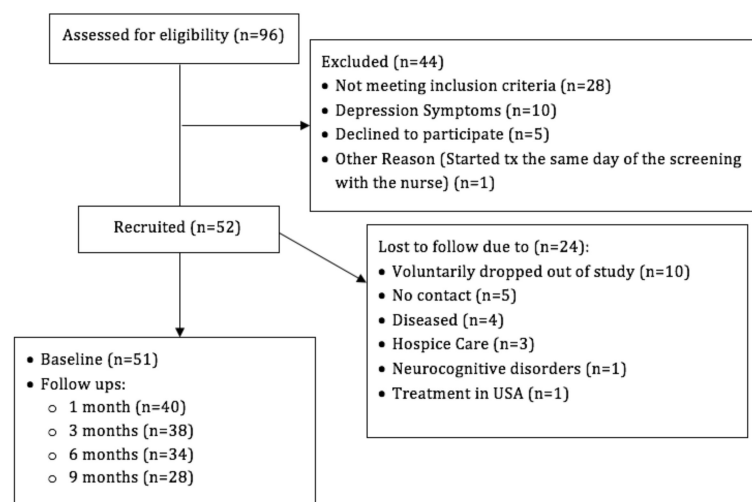 Assessed for eligibility (n=96)
Excluded (n=44)
• Not meeting inclusion criteria (n=28)
• Depression Symptoms (n=10)
• Declined to participate (n=5)
• Other Reason (Started tx the same day of the screening
with the nurse) (n=1)
Recruited (n=52)
Lost to follow due to (n=24):
• Voluntarily dropped out of study (n=10)
• No contact (n=5)
• Diseased (n=4)
• Hospice Care (n=3)
• Neurocognitive disorders (n=1)
• Treatment in USA (n=1)
• Baseline (n=51)
• Follow ups:
o 1 month (n=40)
o 3 months (n=38)
o 6 months (n=34)
o 9 months (n=28)